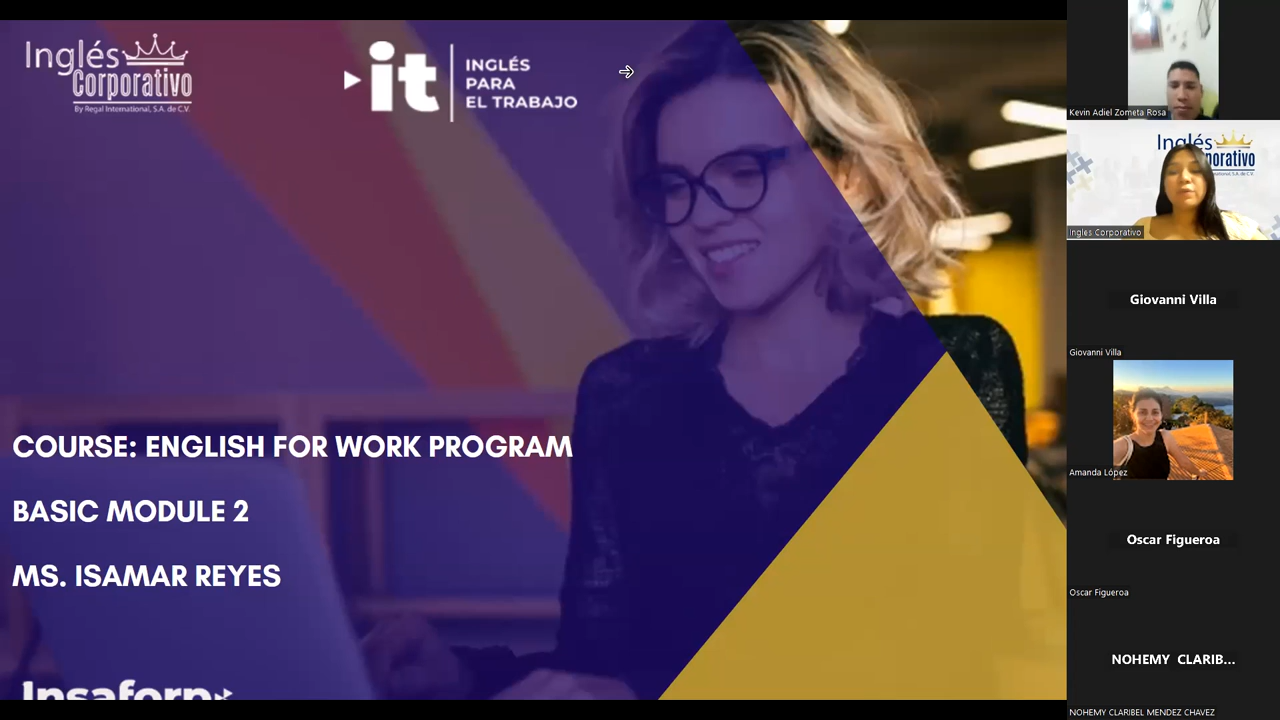 Inglés
Corporativo
By Regal International, S.A. de C.V.
it
INGLÉS
PARA
EL TRABAJO
COURSE: ENGLISH FOR WORK PROGRAM
BASIC MODULE 2
MS. ISAMAR REYES
Insaforp
Kevin Adiel Zometa Rosa
Inglés
Corporativo
Giovanni Villa
Giovanni Villa
Amanda López
Oscar Figueroa
Oscar Figueroa
NOHEMY CLARIB...
NOHEMY CLARIBEL MENDEZ CHAVEZ